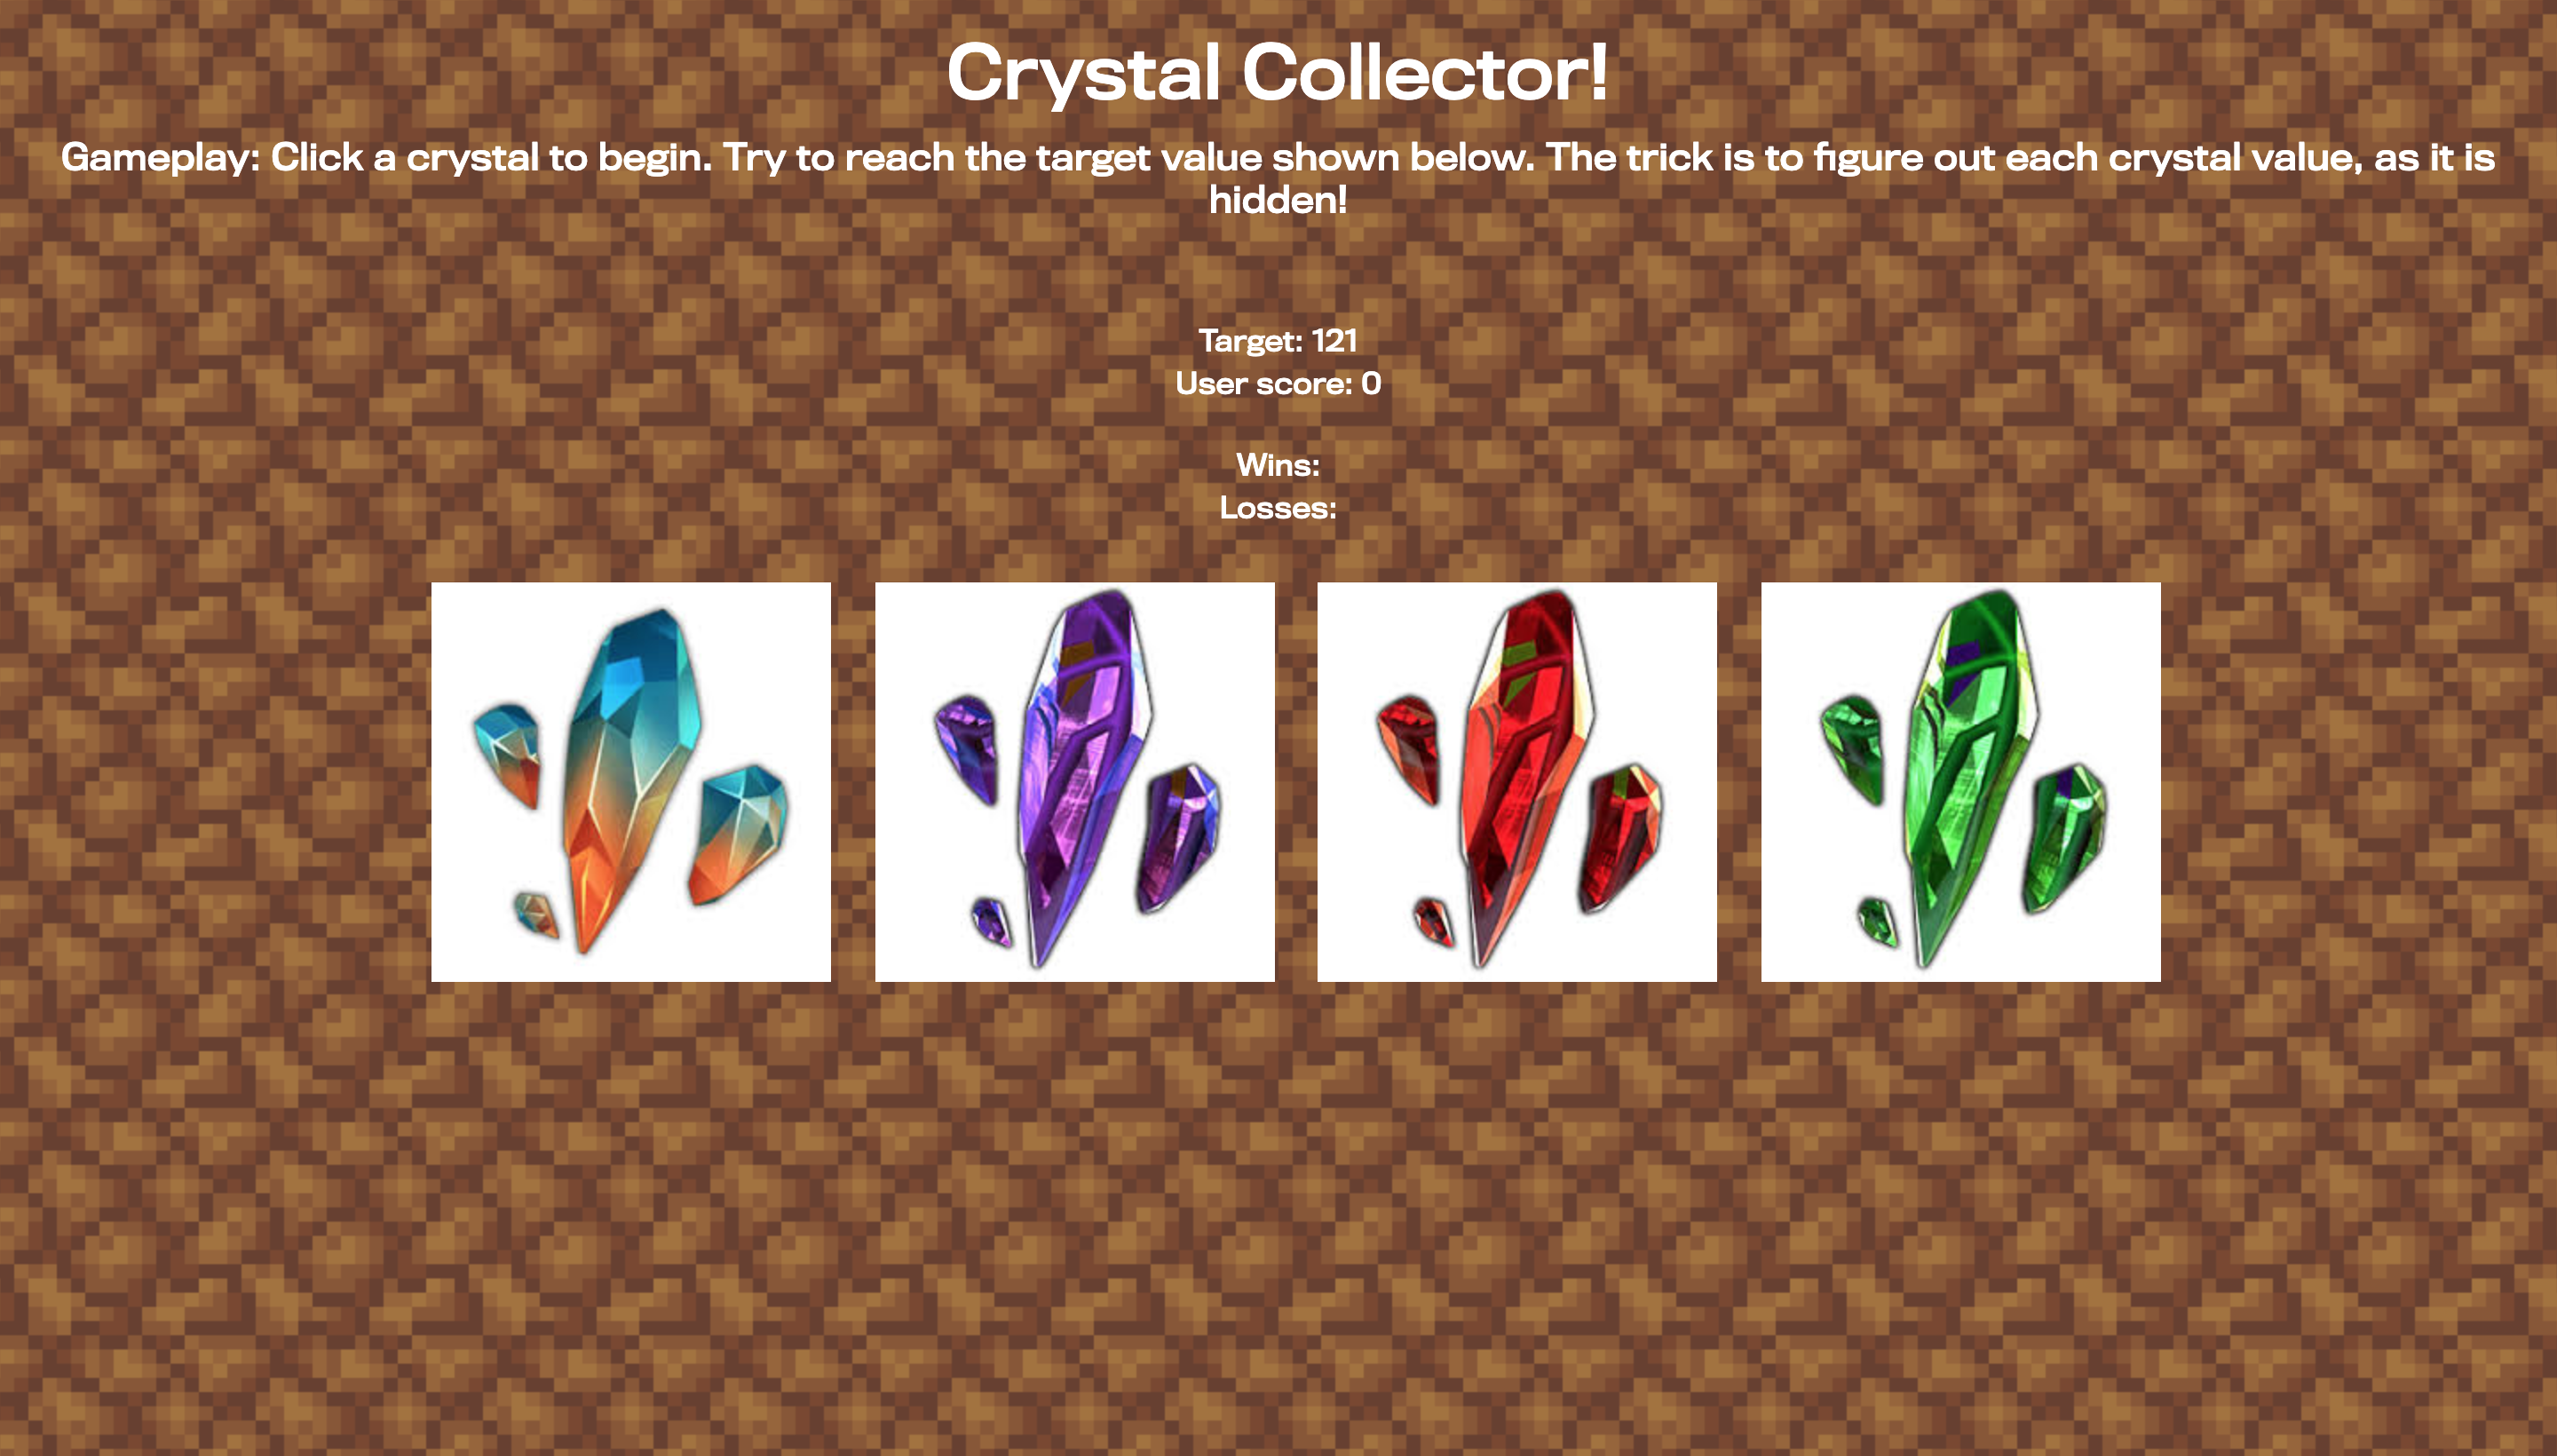 Crystal Collector!
Gameplay: Click a crystal to begin. Try to reach the target value shown below. The trick is to figure out each crystal value, as it is
hidden!
Target: 121
User score: 0
Wins:
Losses: